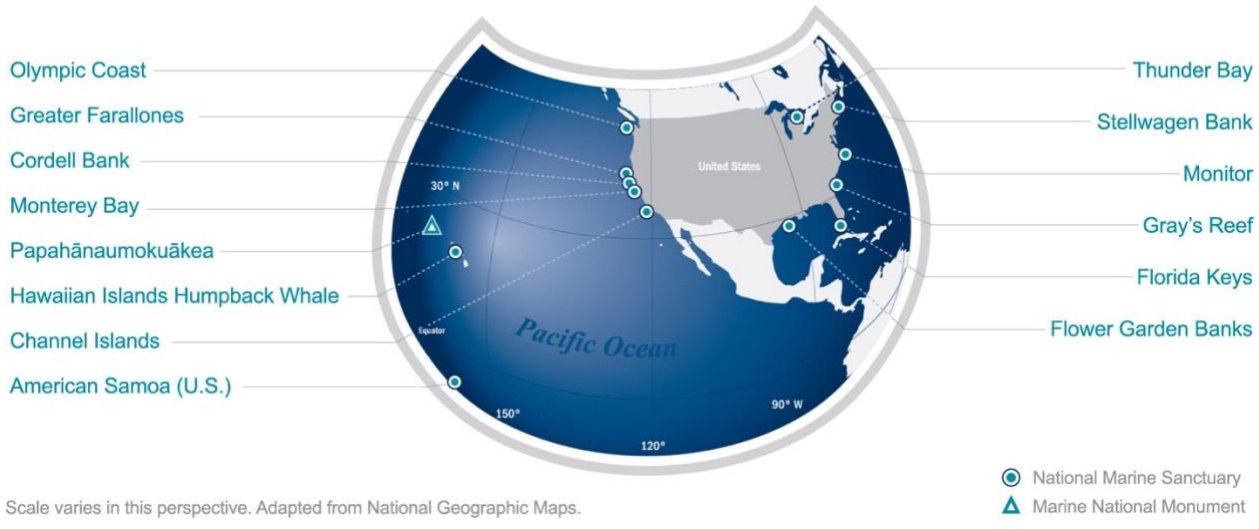 Olympic Coast
Greater Farallones
Cordell Bank
Monterey Bay
Papahānaumokuākea
Hawaiian Islands Humpback Whale
Channel Islands
American Samoa (U.S.)
30° N
Equator
150°
120°
90° W
United States
Pacific Ocean
Thunder Bay
Stellwagen Bank
Monitor
Gray's Reef
Florida Keys
Flower Garden Banks
National Marine Sanctuary
Marine National Monument
Scale varies in this perspective. Adapted from National Geographic Maps.